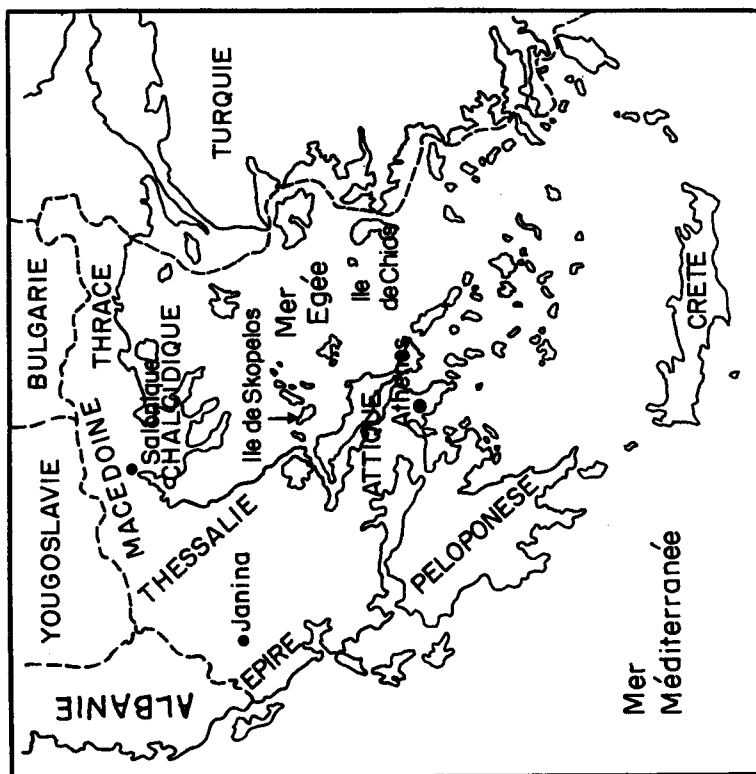 YOUGOSLAVIE
BULGARIE
MACEDOINE
THRACE
ALBANIE
Salonique
CHALCIDIQUE
THESSALIE
TURQUIE
Janina
EPIRE
Ile de Skopelos
Mer
Egée
Ile
de Chios
ATTIQUE
Athènes
PELOPONESE
Mer
Méditerranée
CRETE